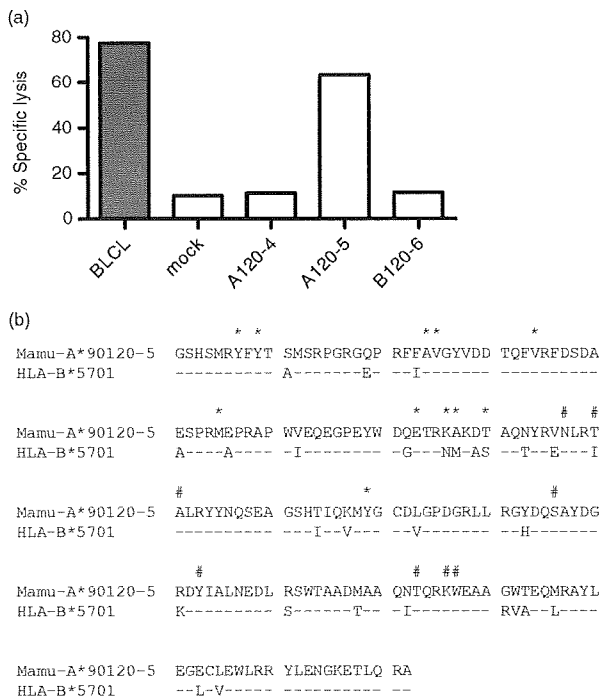 (a)
% Specific lysis
80
60
40
20
0
BLCL
mock
A120-4
A120-5
B120-6
(b)
* * ** *
Mamu-A*90120-5 GSHSMRYFYT SMSRPGRGQP RFFAVGYVDD TQFVRFDSDA
HLA-B*5701 ---------- A------E-- --I------- ----------
* * ** * # #
Mamu-A*90120-5 ESPRMEPRAP WVEQEGPEYW DQETRKAKDT AQNYRVNLRT
HLA-B*5701 A---A----- --I------- -G---NM-AS ---T--E--I
# * #
Mamu-A*90120-5 ALRYYNQSEA GSHTIQKMYG CDLGPDGRLL RGYDQSAYDG
HLA-B*5701 ---------- ----I-V--- --V------- --H-------
# # ##
Mamu-A*90120-5 RDYIALNEDL RSWTAADMAA QNTQRKWEAA GWTEQMRAYL
HLA-B*5701 K--------- -S-----T-- --I------- RVA--L----
Mamu-A*90120-5 EGECLEWLRR YLENGKETLQ RA
HLA-B*5701 --L-V----- ---------- --